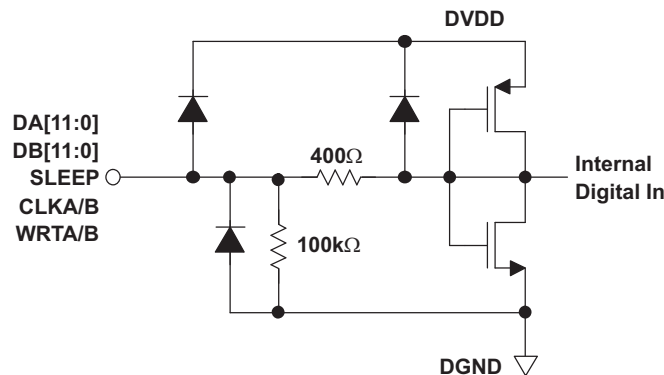 DVDD
DA[11:0]
DB[11:0]
SLEEP
CLKA/B
WRTA/B
400Ω
100kΩ
Internal
Digital In
DGND